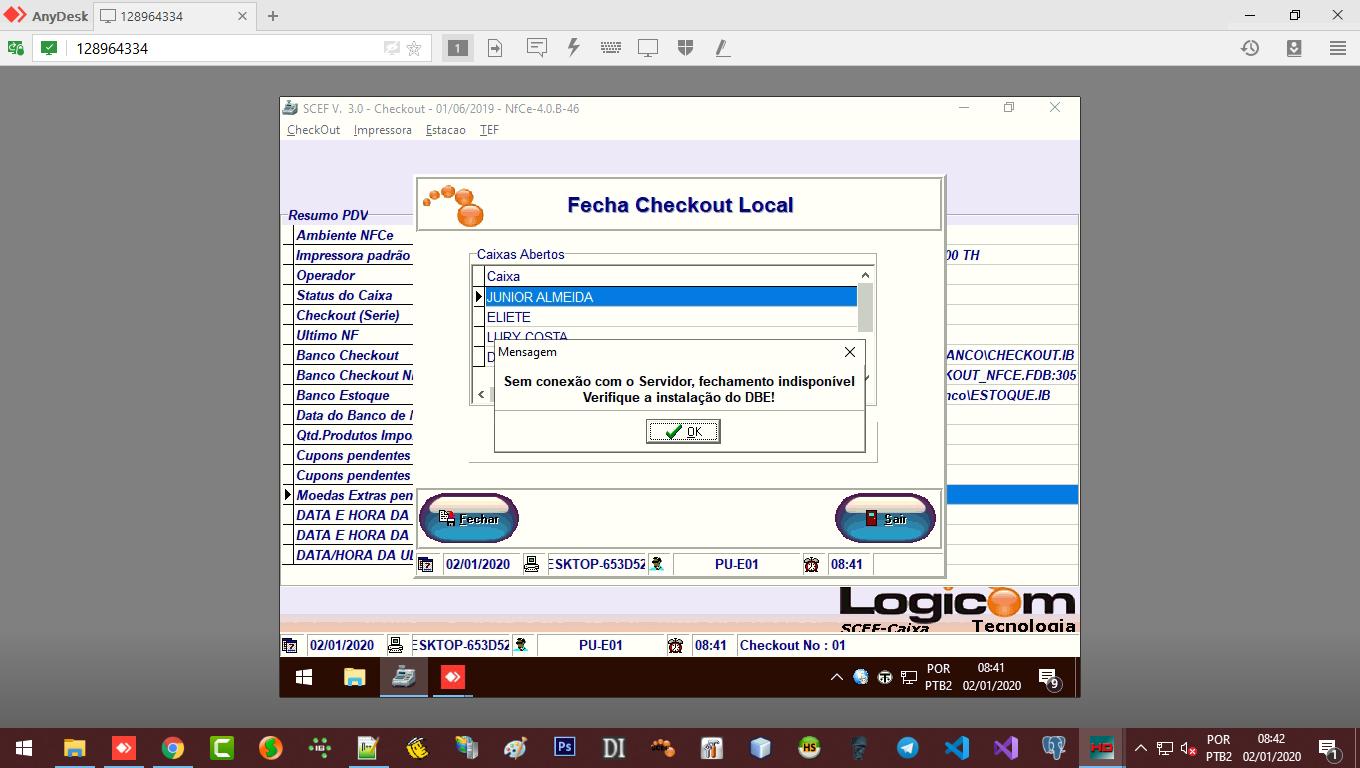 AnyDesk
128964334
128964334
1
SCEF V. 3.0 - Checkout - 01/06/2019 - NfCe-4.0.B-46
CheckOut Impressora Estacao TEF
Fecha Checkout Local
Resumo PDV
Ambiente NFCe
Impressora padrão
00 TH
Operador
Status do Caixa
Checkout (Serie)
Ultimo NF
Banco Checkout
ANCO\CHECKOUT.IB
Banco Checkout N
KOUT_NFCE.FDB:305
Banco Estoque
nco\ESTOQUE.IB
Data do Banco de
Qtd.Produtos Impo
Cupons pendentes
Cupons pendentes
Moedas Extras pen
DATA E HORA DA
DATA E HORA DA
DATA/HORA DA UL
Caixas Abertos
Caixa
JUNIOR ALMEIDA
ELIETE
LURY COSTA
D
Mensagem
Sem conexão com o Servidor, fechamento indisponível
Verifique a instalação do DBE!
OK
Fechar
Sair
02/01/2020 ESKTOP-653D52 PU-E01 08:41
Logicom
SCEF-Caixa Tecnologia
02/01/2020 ESKTOP-653D52 PU-E01 08:41 Checkout No : 01
POR
PTB2
08:41
02/01/2020
9
Ps
DI
HS
HD
POR
PTB2
08:42
02/01/2020
1